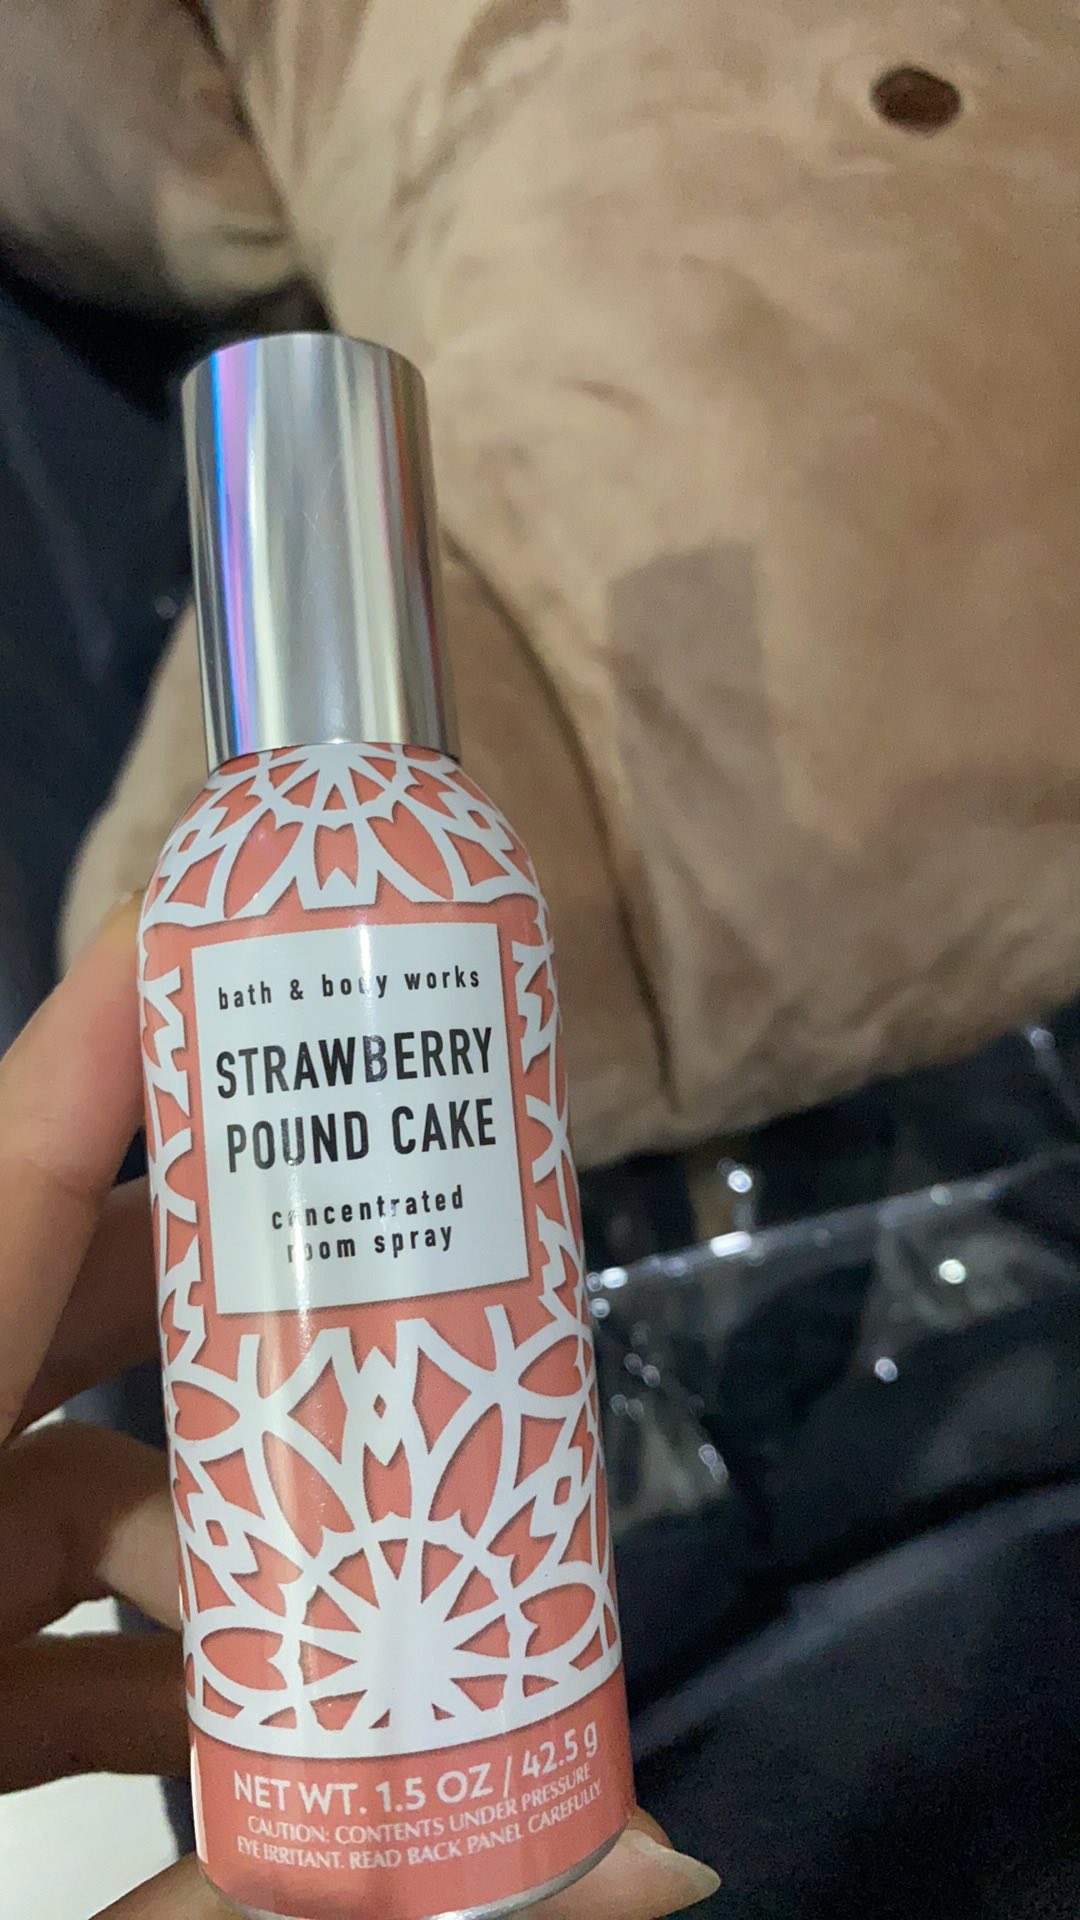 bath & body works
STRAWBERRY
POUND CAKE
concentrated
room spray
NET WT. 1.5 OZ / 42.5 g
CAUTION: CONTENTS UNDER PRESSURE.
EYE IRRITANT. READ BACK PANEL CAREFULLY.